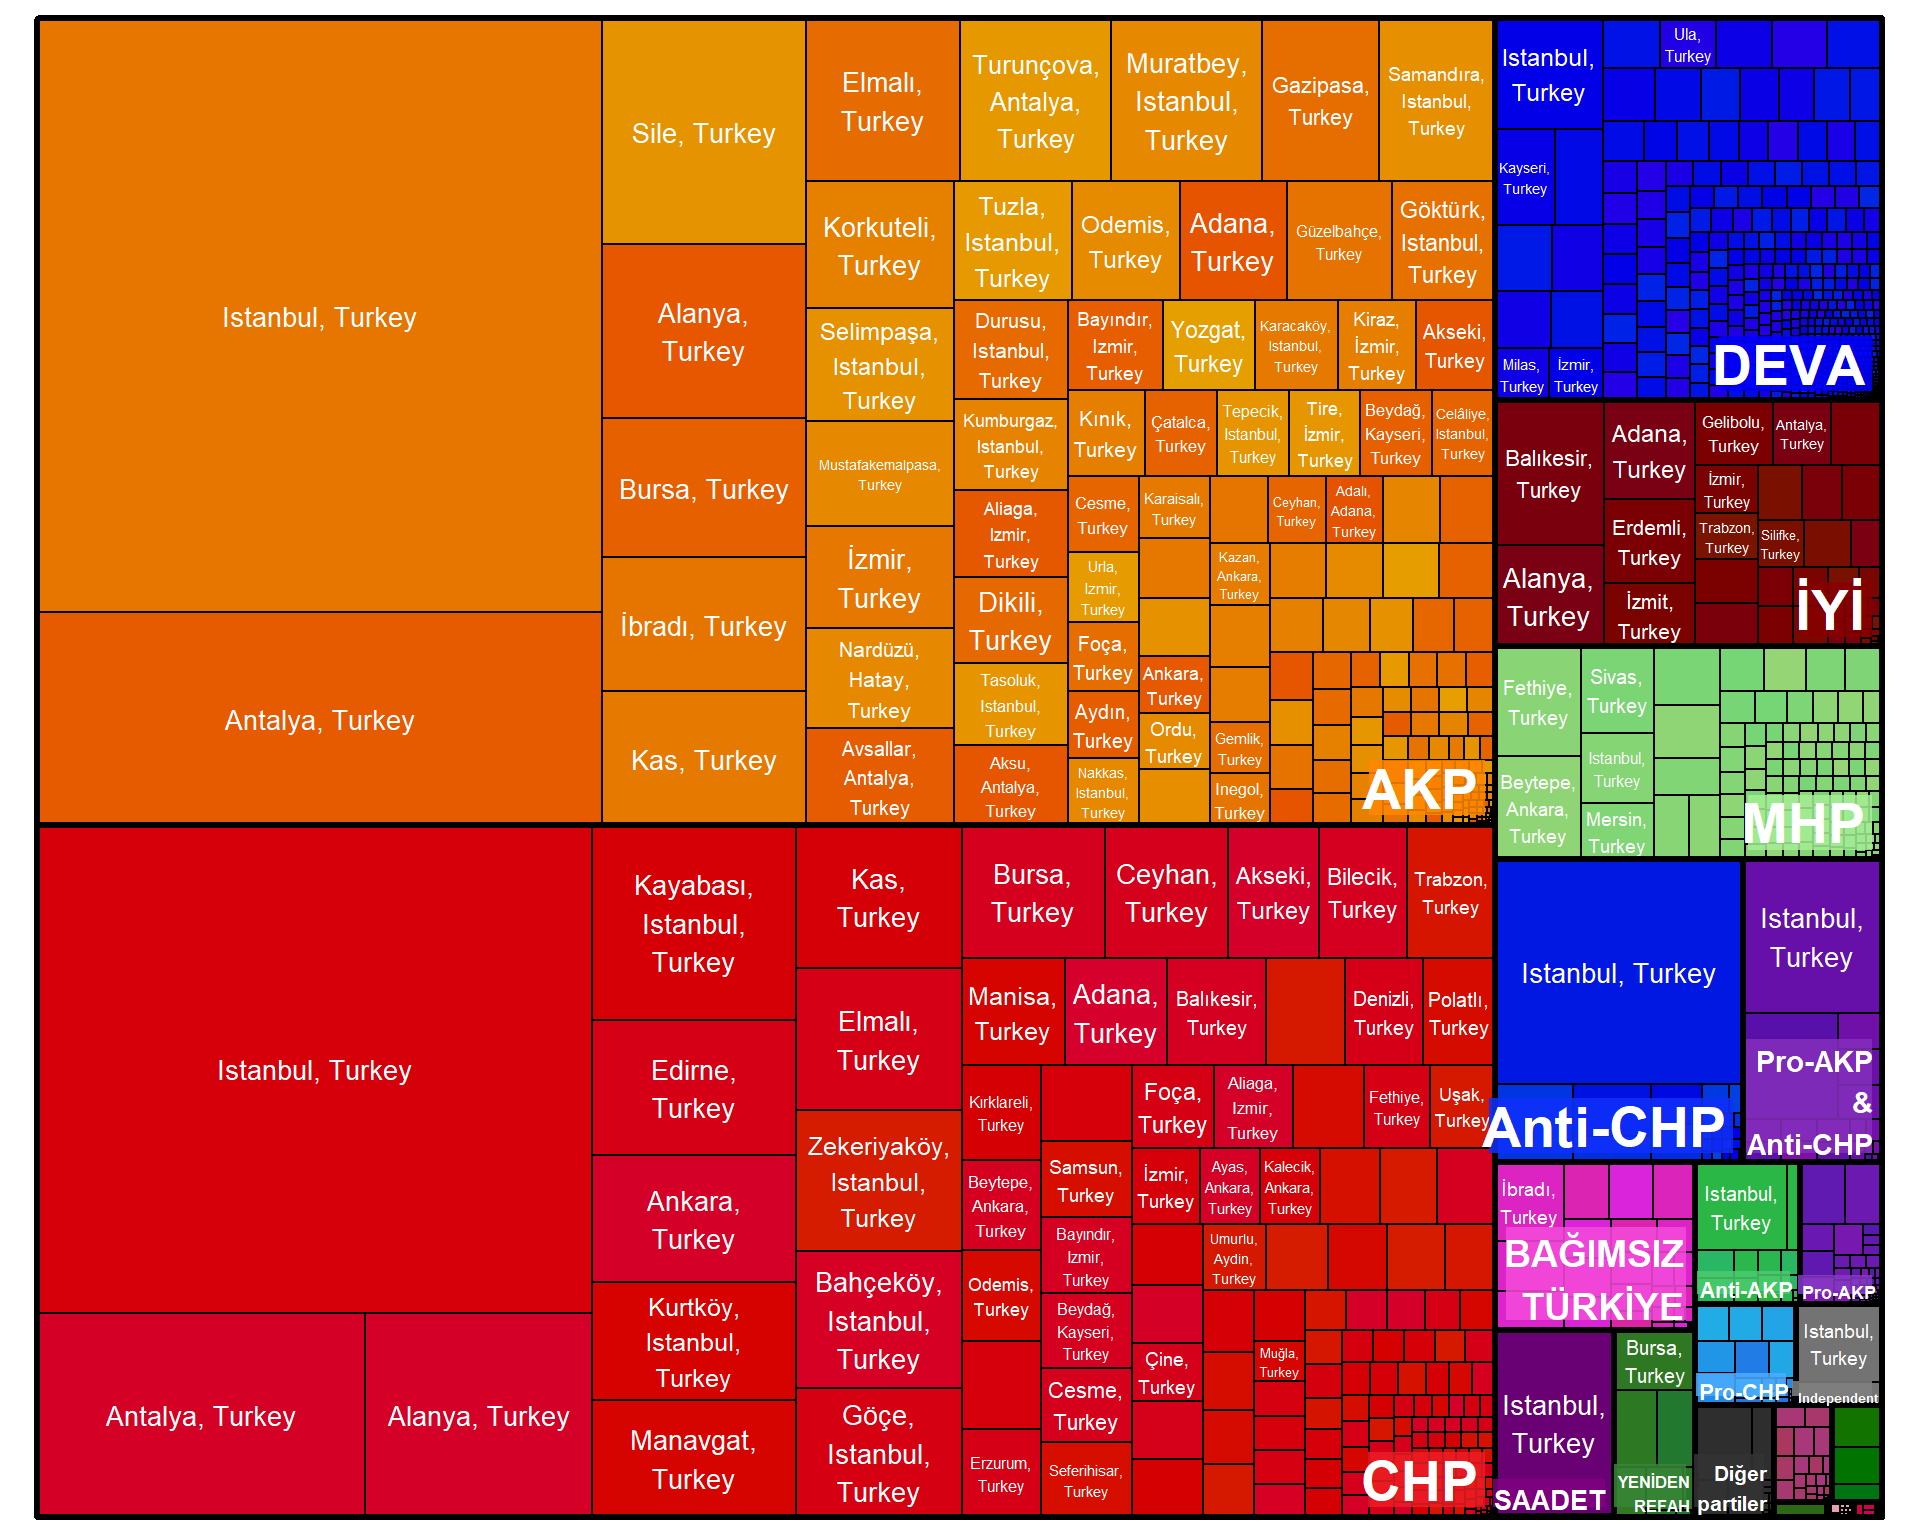 Istanbul, Turkey
Antalya, Turkey
Sile, Turkey
Alanya,
Turkey
Bursa, Turkey
İbradı, Turkey
Kas, Turkey
Elmalı,
Turkey
Turunçova,
Antalya,
Turkey
Muratbey,
Istanbul,
Turkey
Gazipasa,
Turkey
Samandıra,
Istanbul,
Turkey
Korkuteli,
Turkey
Selimpaşa,
Istanbul,
Turkey
Mustafakemalpasa,
Turkey
İzmir,
Turkey
Nardüzü,
Hatay,
Turkey
Avsallar,
Antalya,
Turkey
Tuzla,
Istanbul,
Turkey
Odemis,
Turkey
Adana,
Turkey
Güzelbahçe,
Turkey
Göktürk,
Istanbul,
Turkey
Durusu,
Istanbul,
Turkey
Kumburgaz,
Istanbul,
Turkey
Aliaga,
Izmir,
Turkey
Dikili,
Turkey
Tasoluk,
Istanbul,
Turkey
Aksu,
Antalya,
Turkey
Bayındır,
Izmir,
Turkey
Yozgat,
Turkey
Karacaköy,
Istanbul,
Turkey
Kiraz,
İzmir,
Turkey
Akseki,
Turkey
Kınık,
Turkey
Çatalca,
Turkey
Tepecik,
Istanbul,
Turkey
Tire,
İzmir,
Turkey
Beydağ,
Kayseri,
Turkey
Celâliye,
Istanbul,
Turkey
Cesme,
Turkey
Urla,
Izmir,
Turkey
Foça,
Turkey
Aydın,
Turkey
Nakkas,
Istanbul,
Turkey
Karaisalı,
Turkey
Ankara,
Turkey
Ordu,
Turkey
Ceyhan,
Turkey
Adalı,
Adana,
Turkey
Kazan,
Ankara,
Turkey
Gemlik,
Turkey
Inegol,
Turkey
AKP
Istanbul, Turkey
Antalya, Turkey
Alanya, Turkey
Kayabası,
Istanbul,
Turkey
Edirne,
Turkey
Ankara,
Turkey
Kurtköy,
Istanbul,
Turkey
Manavgat,
Turkey
Kas,
Turkey
Elmalı,
Turkey
Zekeriyaköy,
Istanbul,
Turkey
Bahçeköy,
Istanbul,
Turkey
Göçe,
Istanbul,
Turkey
Bursa,
Turkey
Ceyhan,
Turkey
Akseki,
Turkey
Bilecik,
Turkey
Trabzon,
Turkey
Manisa,
Turkey
Adana,
Turkey
Balıkesir,
Turkey
Denizli,
Turkey
Polatlı,
Turkey
Kırklareli,
Turkey
Beytepe,
Ankara,
Turkey
Odemis,
Turkey
Erzurum,
Turkey
Samsun,
Turkey
Bayındır,
Izmir,
Turkey
Beydağ,
Kayseri,
Turkey
Cesme,
Turkey
Seferihisar,
Turkey
Foça,
Turkey
Aliaga,
Izmir,
Turkey
Fethiye,
Turkey
Uşak,
Turkey
İzmir,
Turkey
Ayas,
Ankara,
Turkey
Kalecik,
Ankara,
Turkey
Umurlu,
Aydin,
Turkey
Çine,
Turkey
Muğla,
Turkey
CHP
Istanbul,
Turkey
Ula,
Turkey
Kayseri,
Turkey
Milas,
Turkey
İzmir,
Turkey
DEVA
Balıkesir,
Turkey
Alanya,
Turkey
Adana,
Turkey
Erdemli,
Turkey
İzmit,
Turkey
Gelibolu,
Turkey
Antalya,
Turkey
İzmir,
Turkey
Trabzon,
Turkey
Silifke,
Turkey
İYİ
Fethiye,
Turkey
Beytepe,
Ankara,
Turkey
Sivas,
Turkey
Istanbul,
Turkey
Mersin,
Turkey
MHP
Istanbul, Turkey
Anti-CHP
Istanbul,
Turkey
Pro-AKP
&
Anti-CHP
İbradı,
Turkey
BAĞIMSIZ
TÜRKİYE
Istanbul,
Turkey
Anti-AKP
Pro-AKP
Istanbul,
Turkey
SAADET
Bursa,
Turkey
YENİDEN
REFAH
Pro-CHP
Istanbul,
Turkey
Independent
Diğer
partiler